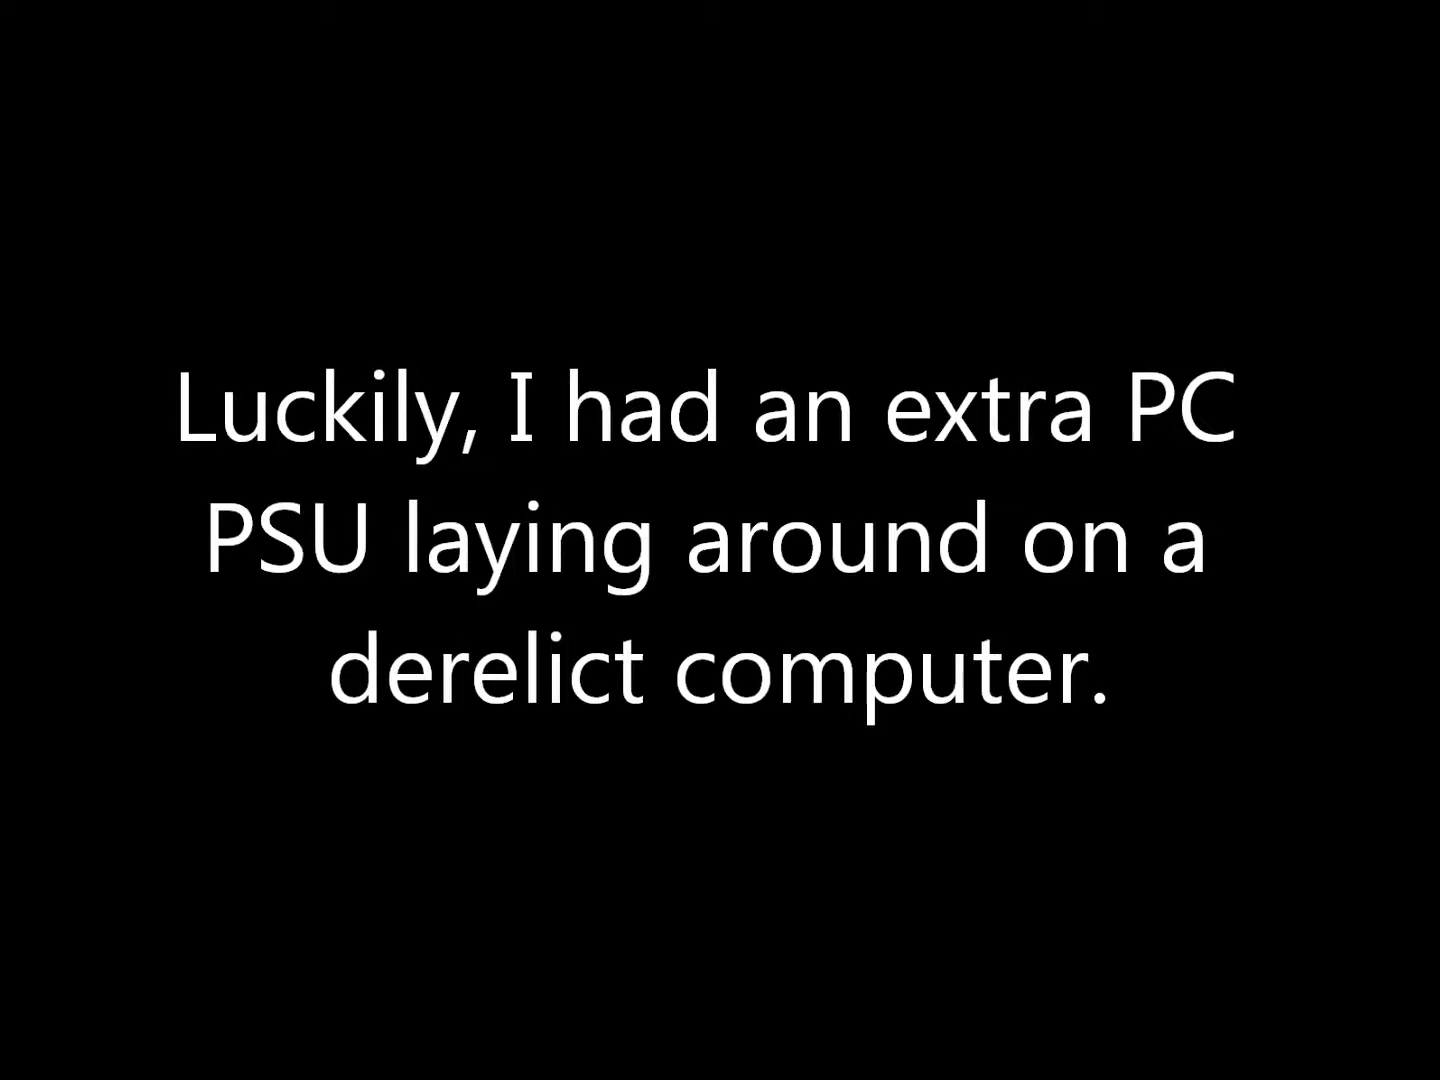 Luckily, I had an extra PC
PSU laying around on a
derelict computer.